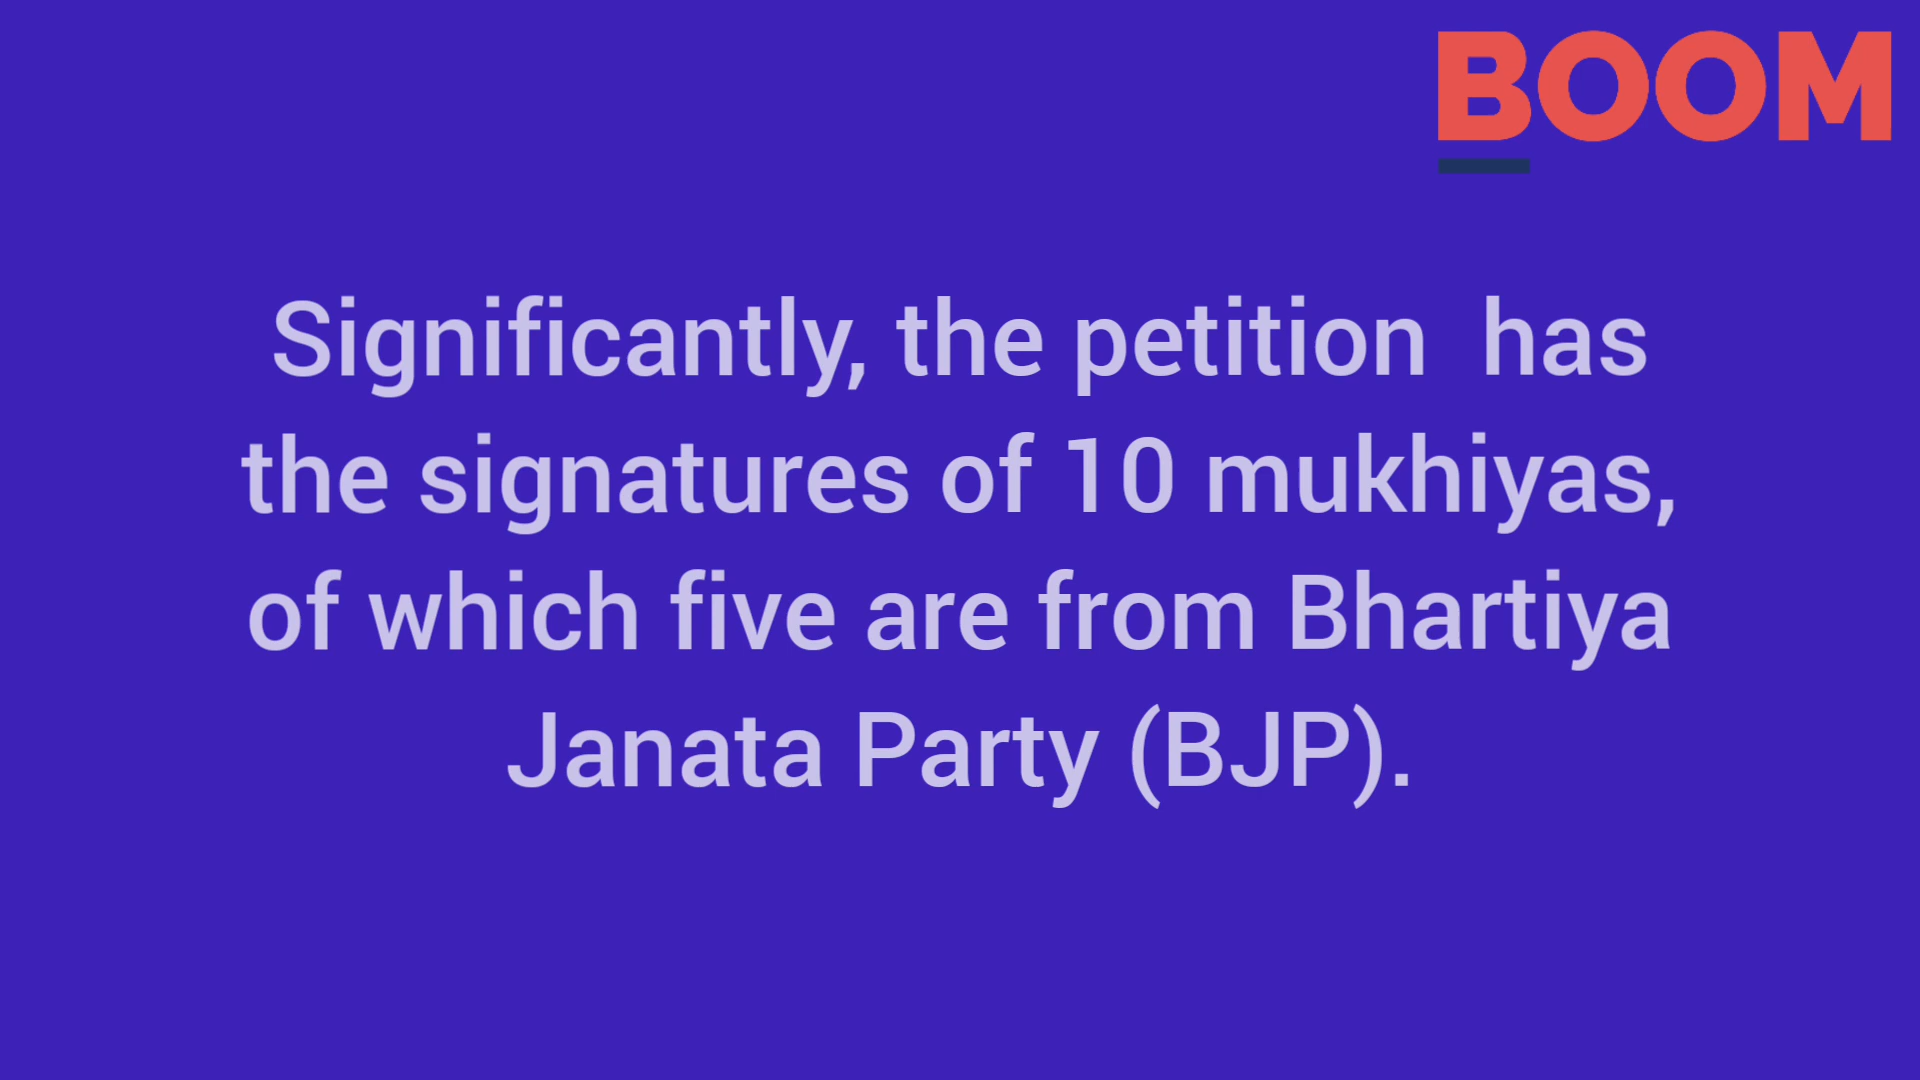 BOOM
Significantly, the petition  has
the signatures of 10 mukhiyas,
of which five are from Bhartiya
Janata Party (BJP).